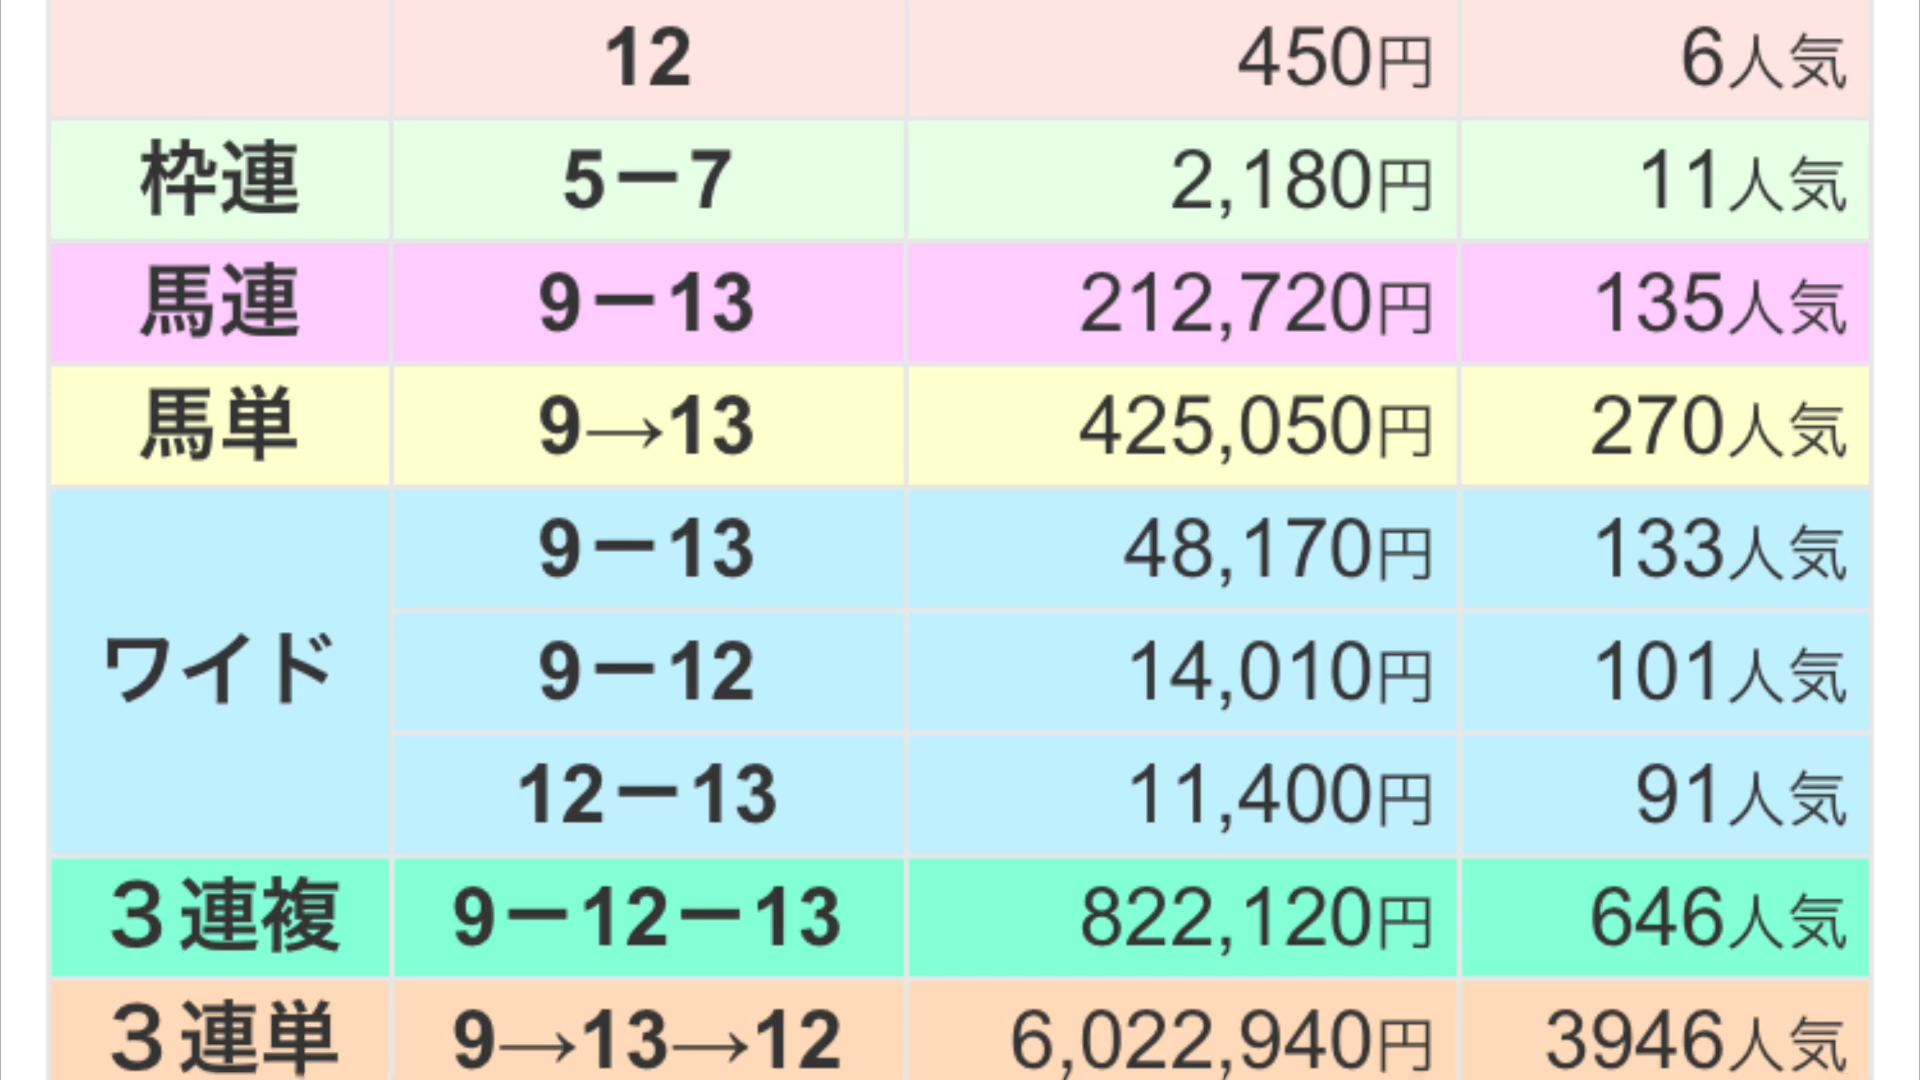 12 450円 6人気
枠連 5－7 2,180円 11人気
馬連 9－13 212,720円 135人気
馬単 9→13 425,050円 270人気
ワイド 9－13 48,170円 133人気
9－12 14,010円 101人気
12－13 11,400円 91人気
３連複 9－12－13 822,120円 646人気
３連単 9→13→12 6,022,940円 3946人気